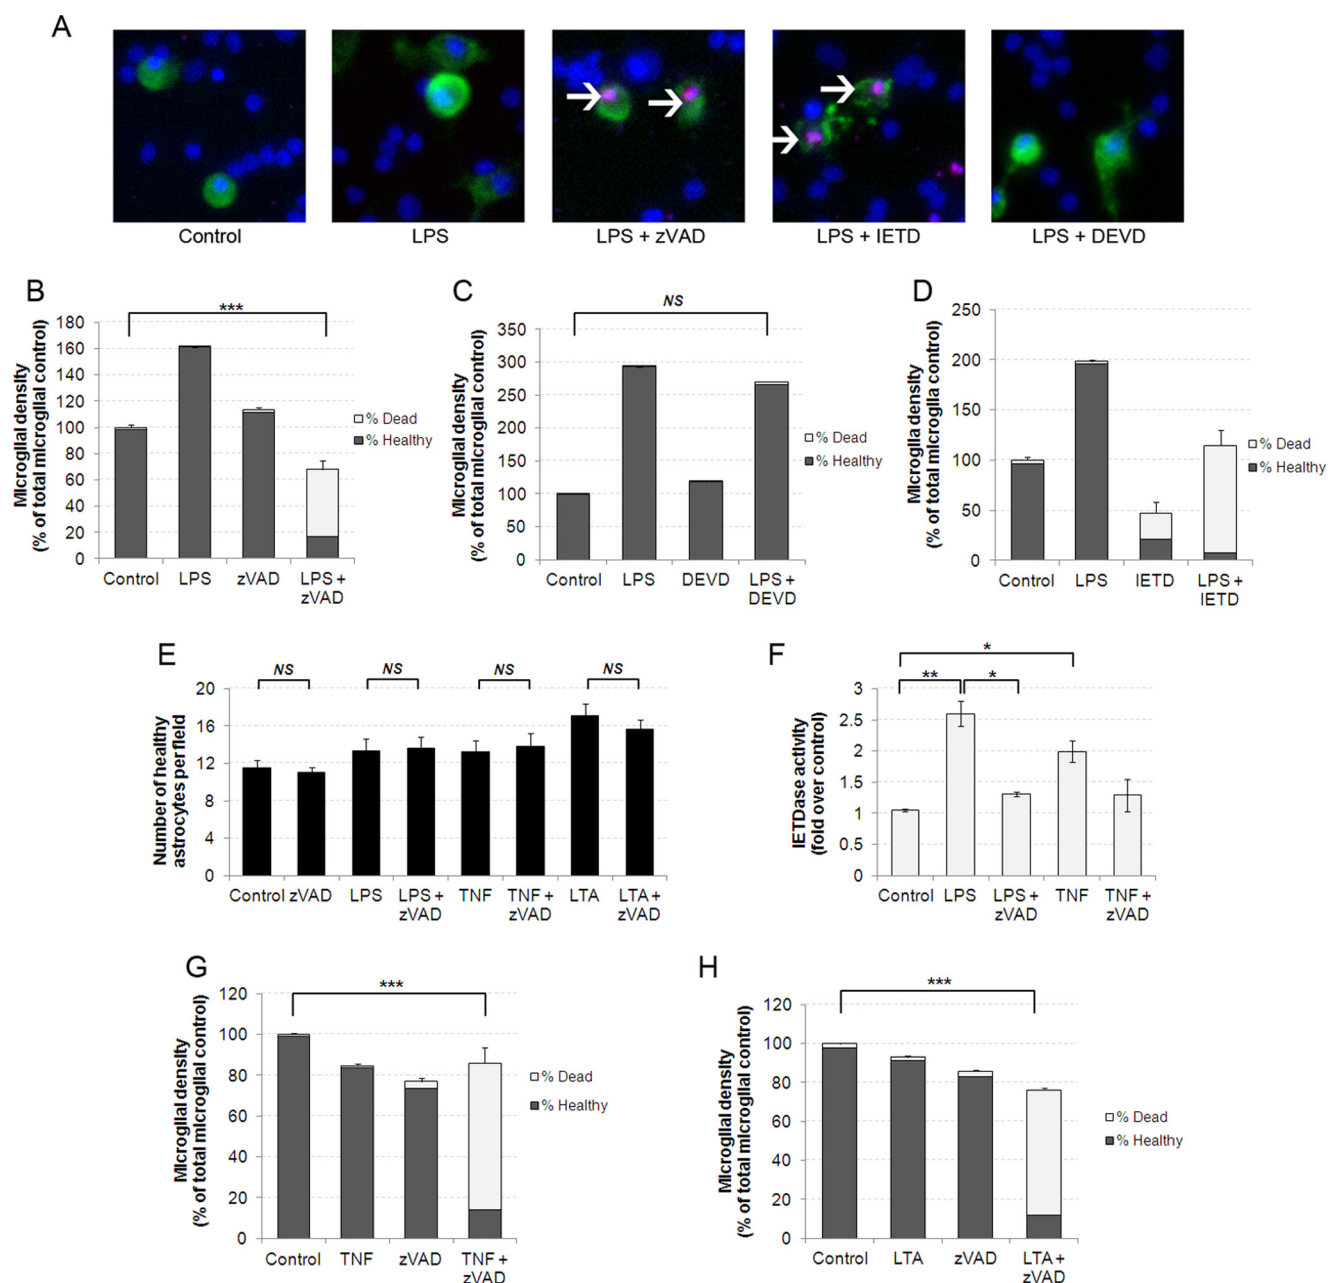 A
Control
LPS
LPS + zVAD
LPS + IETD
LPS + DEVD
B
***
Microglial density
(% of total microglial control)
180
160
140
120
100
80
60
40
20
0
% Dead
% Healthy
Control
LPS
zVAD
LPS +
zVAD
C
NS
Microglial density
(% of total microglial control)
350
300
250
200
150
100
50
0
% Dead
% Healthy
Control
LPS
DEVD
LPS +
DEVD
D
Microglia density
(% of total microglia control)
250
200
150
100
50
0
% Dead
% Healthy
Control
LPS
IETD
LPS +
IETD
E
NS
NS
NS
NS
Number of healthy
astrocytes per field
20
16
12
8
4
0
Control
zVAD
LPS
LPS +
zVAD
TNF
TNF +
zVAD
LTA
LTA +
zVAD
F
*
**
*
IETDase activity
(fold over control)
3
2.5
2
1.5
1
0.5
0
Control
LPS
LPS +
zVAD
TNF
TNF +
zVAD
G
***
Microglial density
(% of total microglial control)
120
100
80
60
40
20
0
% Dead
% Healthy
Control
TNF
zVAD
TNF +
zVAD
H
***
Microglial density
(% of total microglial control)
120
100
80
60
40
20
0
% Dead
% Healthy
Control
LTA
zVAD
LTA +
zVAD